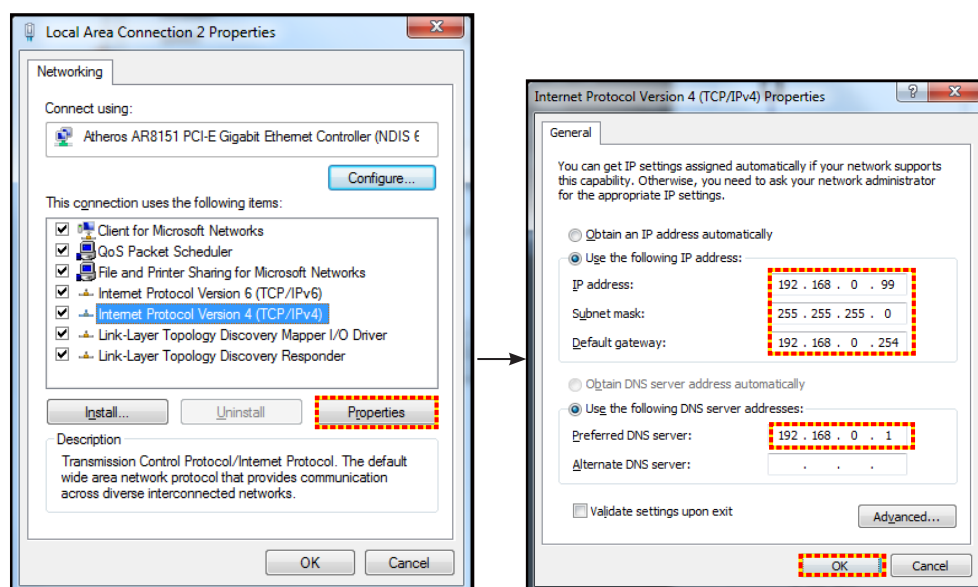 Local Area Connection 2 Properties
Networking
Connect using:
Atheros AR8151 PCI-E Gigabit Ethernet Controller (NDIS 6
Configure...
This connection uses the following items:
Client for Microsoft Networks
QoS Packet Scheduler
File and Printer Sharing for Microsoft Networks
Internet Protocol Version 6 (TCP/IPv6)
Internet Protocol Version 4 (TCP/IPv4)
Link-Layer Topology Discovery Mapper I/O Driver
Link-Layer Topology Discovery Responder
Install...
Uninstall
Properties
Description
Transmission Control Protocol/Internet Protocol. The default
wide area network protocol that provides communication
across diverse interconnected networks.
OK
Cancel
Internet Protocol Version 4 (TCP/IPv4) Properties
General
You can get IP settings assigned automatically if your network supports
this capability. Otherwise, you need to ask your network administrator
for the appropriate IP settings.
Obtain an IP address automatically
Use the following IP address:
IP address: 192 . 168 . 0 . 99
Subnet mask: 255 . 255 . 255 . 0
Default gateway: 192 . 168 . 0 . 254
Obtain DNS server address automatically
Use the following DNS server addresses:
Preferred DNS server: 192 . 168 . 0 . 1
Alternate DNS server: . . .
Validate settings upon exit
Advanced...
OK
Cancel